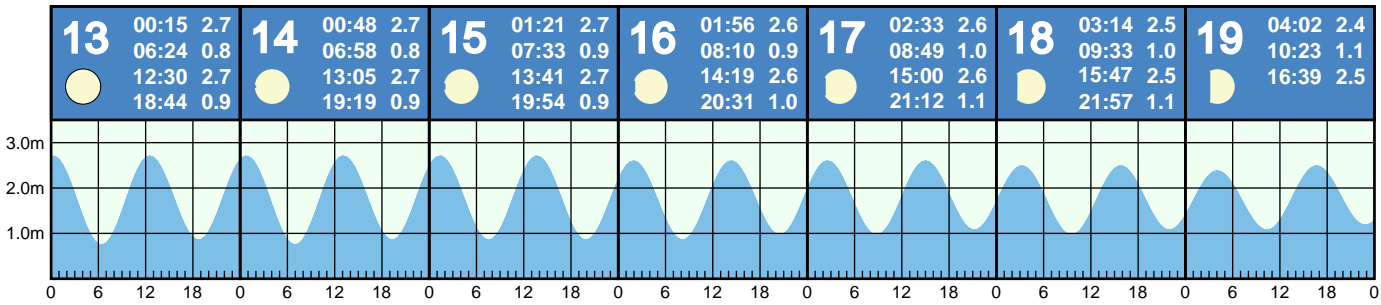 13 00:15 2.7 06:24 0.8 12:30 2.7 18:44 0.9
14 00:48 2.7 06:58 0.8 13:05 2.7 19:19 0.9
15 01:21 2.7 07:33 0.9 13:41 2.7 19:54 0.9
16 01:56 2.6 08:10 0.9 14:19 2.6 20:31 1.0
17 02:33 2.6 08:49 1.0 15:00 2.6 21:12 1.1
18 03:14 2.5 09:33 1.0 15:47 2.5 21:57 1.1
19 04:02 2.4 10:23 1.1 16:39 2.5
3.0m
2.0m
1.0m
0 6 12 18 0 6 12 18 0 6 12 18 0 6 12 18 0 6 12 18 0 6 12 18 0 6 12 18 0